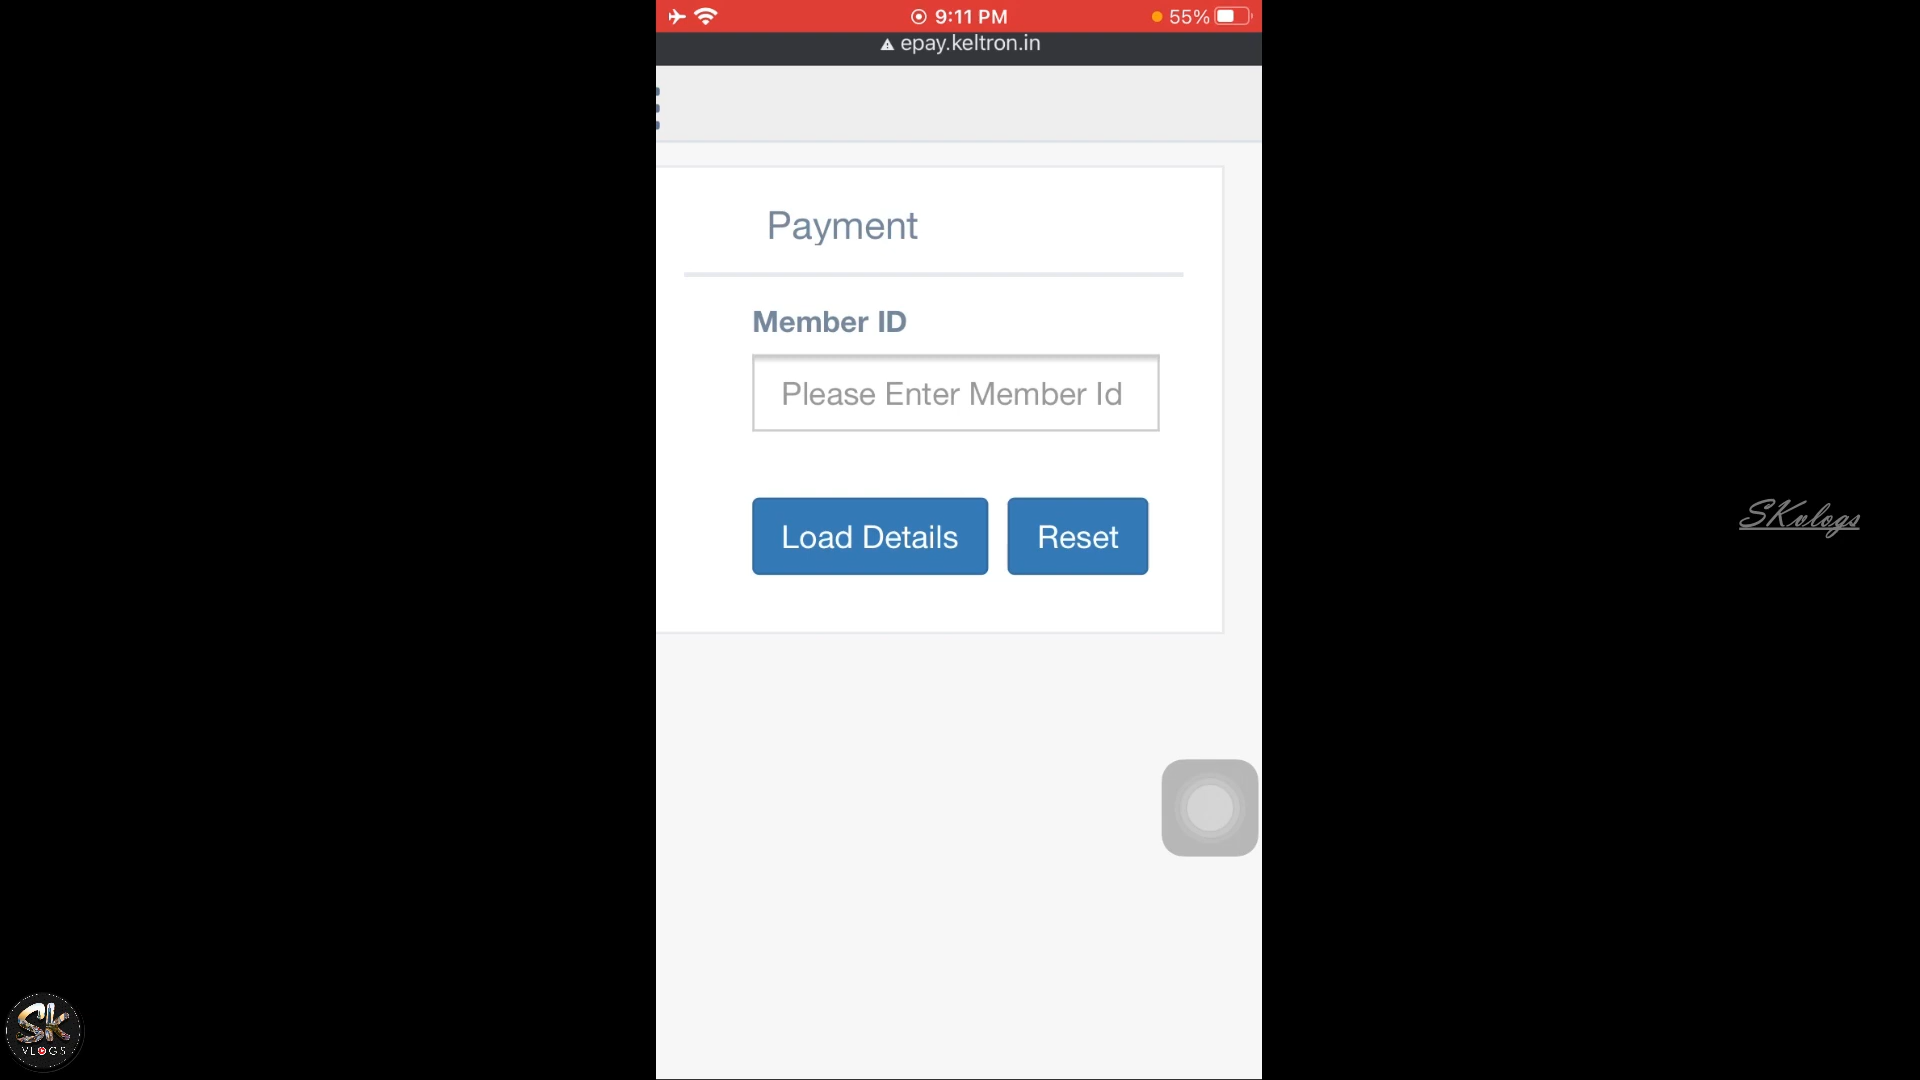 9:11 PM
55%
epay.keltron.in
Payment
Member ID
Please Enter Member Id
Load Details
Reset
SKvlogs
SK
VLOGS